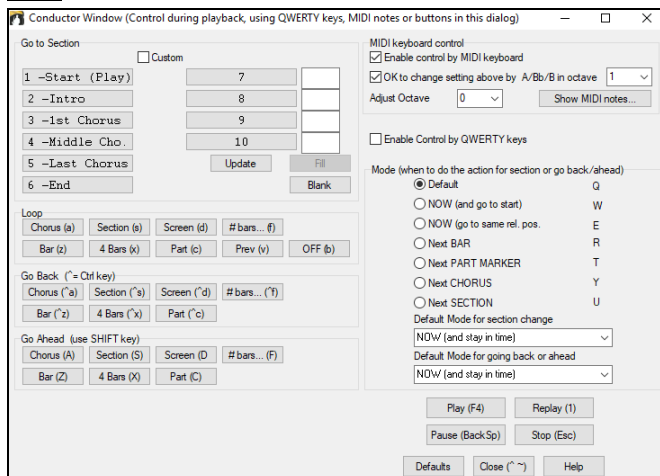 Conductor Window (Control during playback, using QWERTY keys, MIDI notes or buttons in this dialog)
Go to Section
Custom
1 -Start (Play)
7
2 -Intro
8
3 -1st Chorus
9
4 -Middle Cho.
10
5 -Last Chorus
Update
Fill
6 -End
Blank
Loop
Chorus (a)
Section (s)
Screen (d)
# bars... (f)
Bar (z)
4 Bars (x)
Part (c)
Prev (v)
OFF (b)
Go Back (^= Ctrl key)
Chorus (^a)
Section (^s)
Screen (^d)
# bars... (^f)
Bar (^z)
4 Bars (^x)
Part (^c)
Go Ahead (use SHIFT key)
Chorus (A)
Section (S)
Screen (D
# bars... (F)
Bar (Z)
4 Bars (X)
Part (C)
MIDI keyboard control
Enable control by MIDI keyboard
OK to change setting above by A/Bb/B in octave
1
Adjust Octave
0
Show MIDI notes...
Enable Control by QWERTY keys
Mode (when to do the action for section or go back/ahead)
Default Q
NOW (and go to start) W
NOW (go to same rel. pos. E
Next BAR R
Next PART MARKER T
Next CHORUS Y
Next SECTION U
Default Mode for section change
NOW (and stay in time)
Default Mode for going back or ahead
NOW (and stay in time)
Play (F4)
Replay (1)
Pause (BackSp)
Stop (Esc)
Defaults
Close (^ ~)
Help